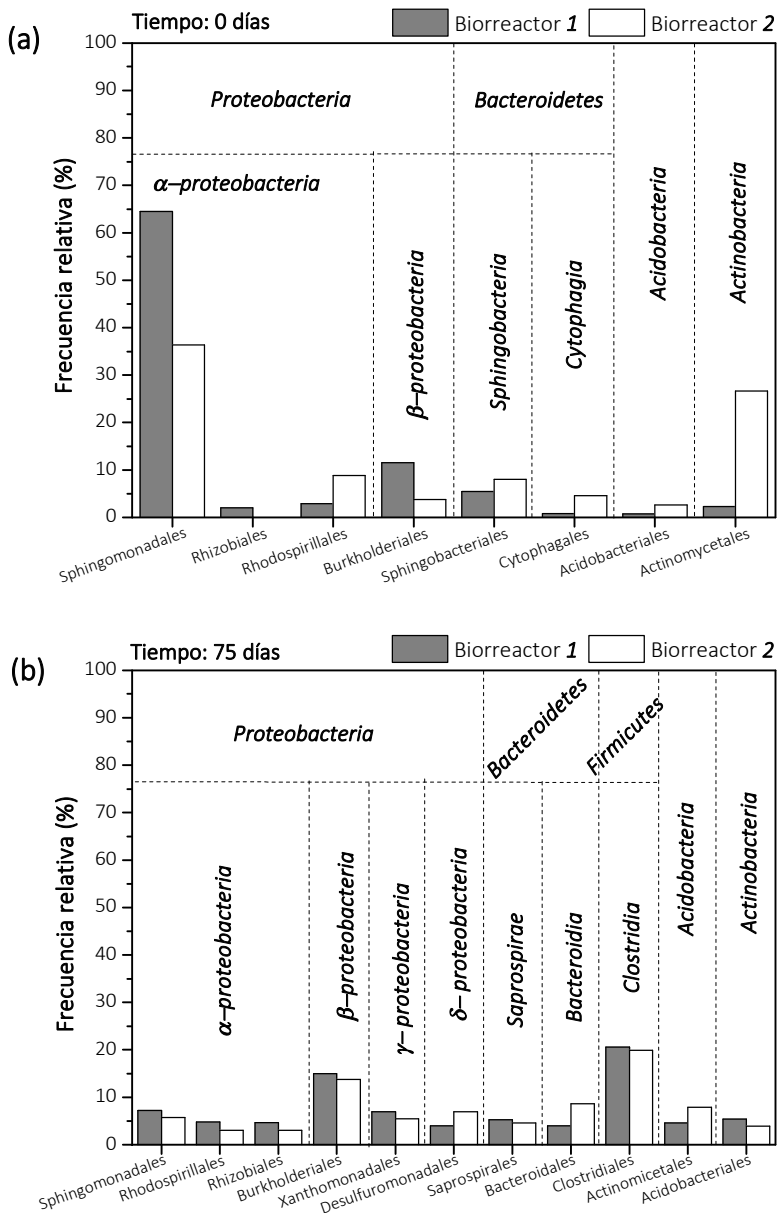 (a)
Tiempo: 0 días
Biorreactor 1
Biorreactor 2
Frecuencia relativa (%)
100
90
80
70
60
50
40
30
20
10
0
Proteobacteria
Bacteroidetes
α–proteobacteria
β–proteobacteria
Sphingobacteria
Cytophagia
Acidobacteria
Actinobacteria
Sphingomonadales
Rhizobiales
Rhodospirillales
Burkholderiales
Sphingobacteriales
Cytophagales
Acidobacteriales
Actinomycetales
(b)
Tiempo: 75 días
Biorreactor 1
Biorreactor 2
Frecuencia relativa (%)
100
90
80
70
60
50
40
30
20
10
0
Proteobacteria
Bacteroidetes
Firmicutes
α–proteobacteria
β–proteobacteria
γ– proteobacteria
δ– proteobacteria
Saprospirae
Bacteroidia
Clostridia
Acidobacteria
Actinobacteria
Sphingomonadales
Rhodospirillales
Rhizobiales
Burkholderiales
Xanthomonadales
Desulfuromonadales
Saprospirales
Bacteroidales
Clostridiales
Actinomicetales
Acidobacteriales